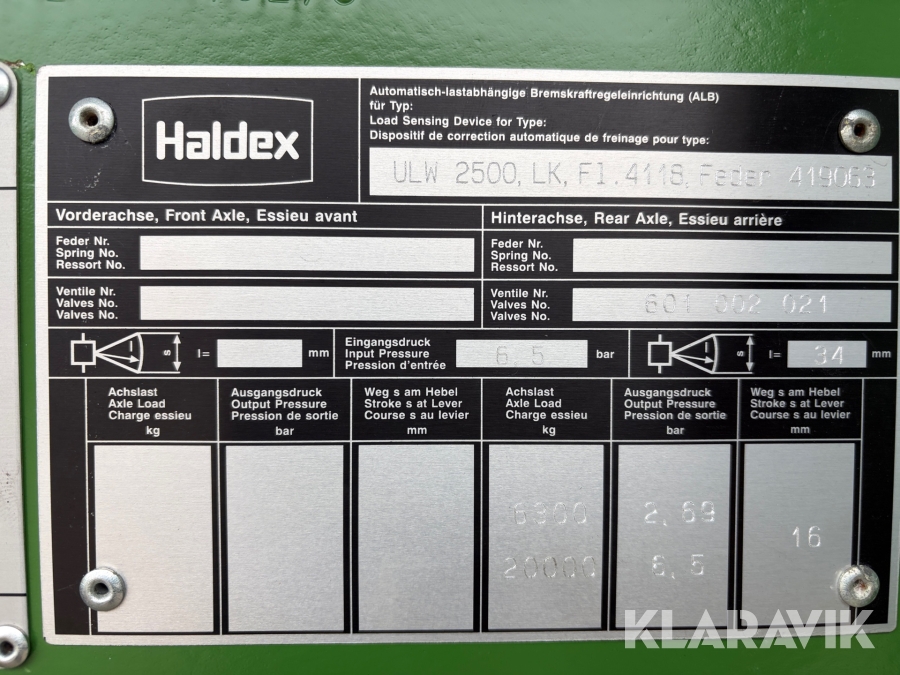 Haldex
Automatisch-lastabhängige Bremskraftregeleinrichtung (ALB)
für Typ:
Load Sensing Device for Type:
Dispositif de correction automatique de freinage pour type:
ULW 2500, LK, Fl. 4118, Feder 419063
Vorderachse, Front Axle, Essieu avant
Hinterachse, Rear Axle, Essieu arrière
Feder Nr.
Spring No.
Ressort No.
Feder Nr.
Spring No.
Ressort No.
Ventile Nr.
Valves No.
Valves No.
Ventile Nr.
Valves No.
Valves No.
601 002 021
l
s
l= mm
Eingangsdruck
Input Pressure
Pression d'entrée
6,5 bar
l
s
l= 34 mm
Achslast
Axle Load
Charge essieu
kg
Ausgangsdruck
Output Pressure
Pression de sortie
bar
Weg s am Hebel
Stroke s at Lever
Course s au levier
mm
Achslast
Axle Load
Charge essieu
kg
Ausgangsdruck
Output Pressure
Pression de sortie
bar
Weg s am Hebel
Stroke s at Lever
Course s au levier
mm
2,69
16
20000 6,5
KLARAVIK